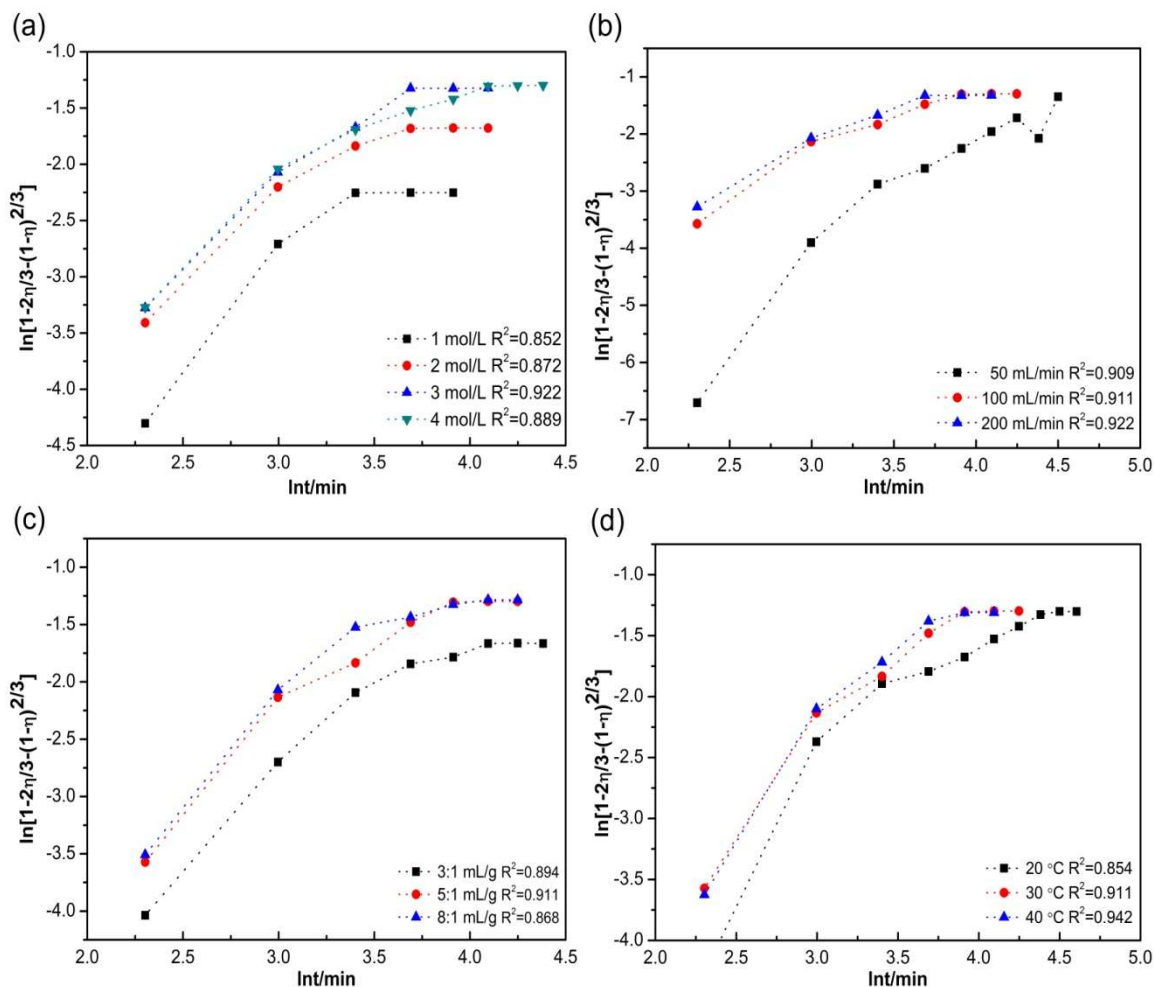 (a)
ln[1-2η/3-(1-η)^2/3]
-1.0
-1.5
-2.0
-2.5
-3.0
-3.5
-4.0
-4.5
1 mol/L R²=0.852
2 mol/L R²=0.872
3 mol/L R²=0.922
4 mol/L R²=0.889
2.0 2.5 3.0 3.5 4.0 4.5
lnt/min
(b)
ln[1-2η/3-(1-η)^2/3]
-1
-2
-3
-4
-5
-6
-7
50 mL/min R²=0.909
100 mL/min R²=0.911
200 mL/min R²=0.922
2.0 2.5 3.0 3.5 4.0 4.5 5.0
lnt/min
(c)
ln[1-2η/3-(1-η)^2/3]
-1.0
-1.5
-2.0
-2.5
-3.0
-3.5
-4.0
3:1 mL/g R²=0.894
5:1 mL/g R²=0.911
8:1 mL/g R²=0.868
2.0 2.5 3.0 3.5 4.0 4.5
lnt/min
(d)
ln[1-2η/3-(1-η)^2/3]
-1.0
-1.5
-2.0
-2.5
-3.0
-3.5
-4.0
20 °C R²=0.854
30 °C R²=0.911
40 °C R²=0.942
2.0 2.5 3.0 3.5 4.0 4.5 5.0
lnt/min